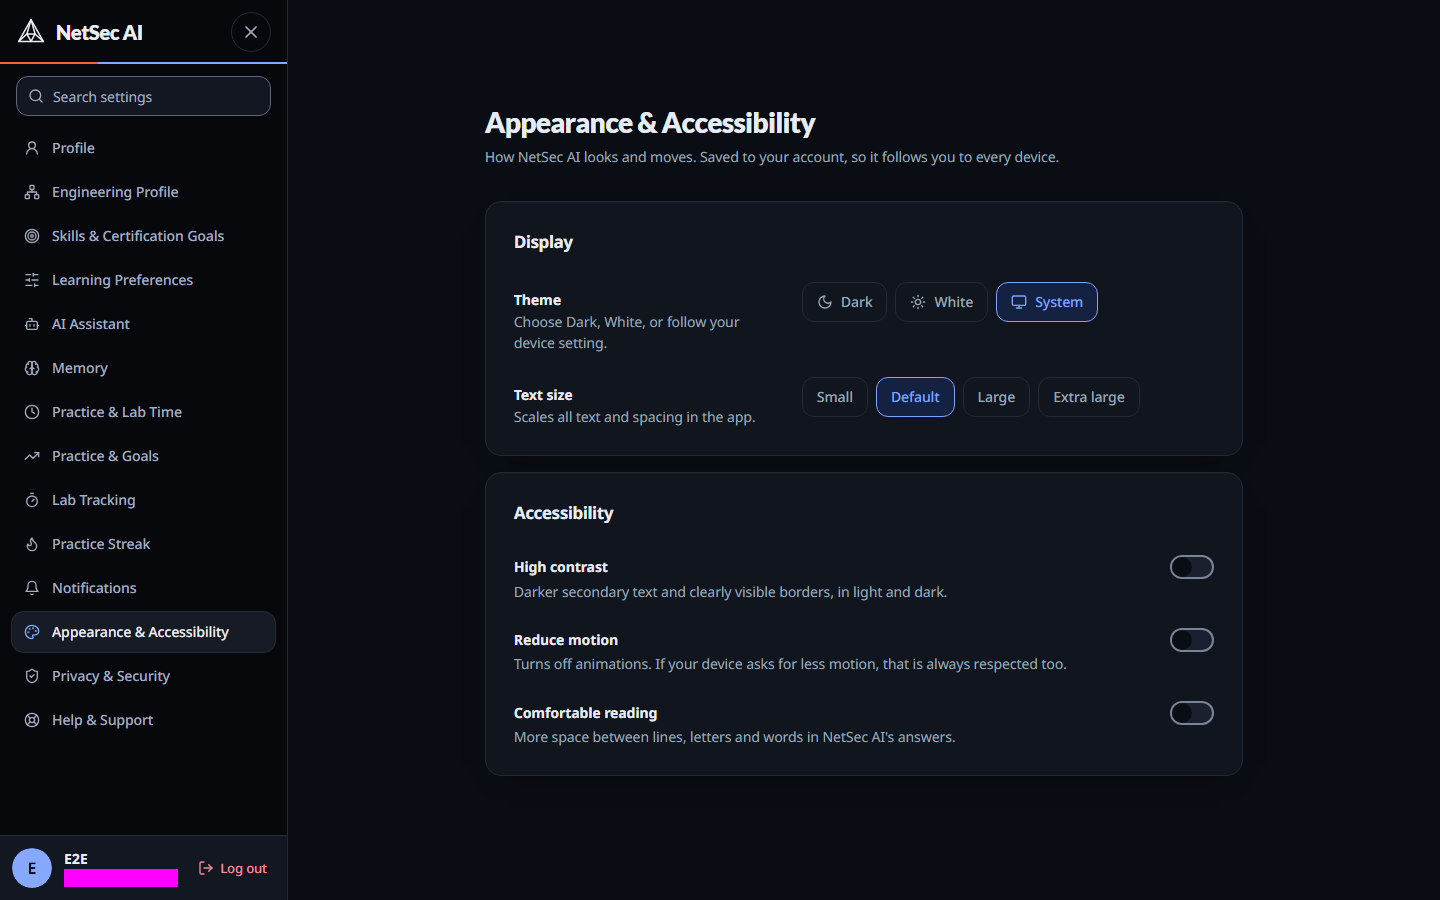 NetSec AI
Search settings
Profile
Engineering Profile
Skills & Certification Goals
Learning Preferences
AI Assistant
Memory
Practice & Lab Time
Practice & Goals
Lab Tracking
Practice Streak
Notifications
Appearance & Accessibility
Privacy & Security
Help & Support
E
E2E
Log out
Appearance & Accessibility
How NetSec AI looks and moves. Saved to your account, so it follows you to every device.
Display
Theme
Choose Dark, White, or follow your
device setting.
Dark
White
System
Text size
Scales all text and spacing in the app.
Small
Default
Large
Extra large
Accessibility
High contrast
Darker secondary text and clearly visible borders, in light and dark.
Reduce motion
Turns off animations. If your device asks for less motion, that is always respected too.
Comfortable reading
More space between lines, letters and words in NetSec AI's answers.